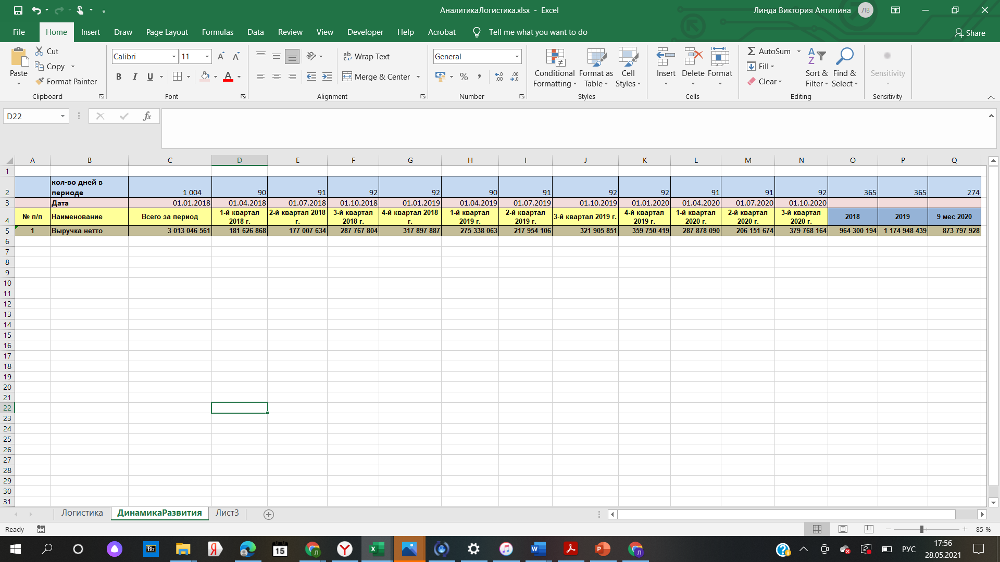 АналитикаЛогистика.xlsx - Excel
Линда Виктория Антипина
ЛВ
File Home Insert Draw Page Layout Formulas Data Review View Developer Help Acrobat Tell me what you want to do
Share
Paste
Cut
Copy
Format Painter
Clipboard
Calibri 11
B I U
Font
Wrap Text
Merge & Center
Alignment
General
Number
Conditional Formatting
Format as Table
Cell Styles
Styles
Insert Delete Format
Cells
AutoSum
Fill
Clear
Sort & Filter
Find & Select
Editing
Sensitivity
Sensitivity
D22
fx
A B C D E F G H I J K L M N O P Q
1
2 кол-во дней в периоде 1 004 90 91 92 92 90 91 92 92 91 91 92 365 365 274
3 Дата 01.01.2018 01.04.2018 01.07.2018 01.10.2018 01.01.2019 01.04.2019 01.07.2019 01.10.2019 01.01.2020 01.04.2020 01.07.2020 01.10.2020
4 № п/п Наименование Всего за период 1-й квартал 2018 г. 2-й квартал 2018 г. 3-й квартал 2018 г. 4-й квартал 2018 г. 1-й квартал 2019 г. 2-й квартал 2019 г. 3-й квартал 2019 г. 4-й квартал 2019 г. 1-й квартал 2020 г. 2-й квартал 2020 г. 3-й квартал 2020 г. 2018 2019 9 мес 2020
5 1 Выручка нетто 3 013 046 561 181 626 868 177 007 634 287 767 804 317 897 887 275 338 063 217 954 106 321 905 851 359 750 419 287 878 090 206 151 674 379 768 164 964 300 194 1 174 948 439 873 797 928
6
7
8
9
10
11
12
13
14
15
16
17
18
19
20
21
22
23
24
25
26
27
28
29
30
31
Логистика ДинамикаРазвития Лист3
Ready
85 %
Bb
15
РУС
17:56
28.05.2021